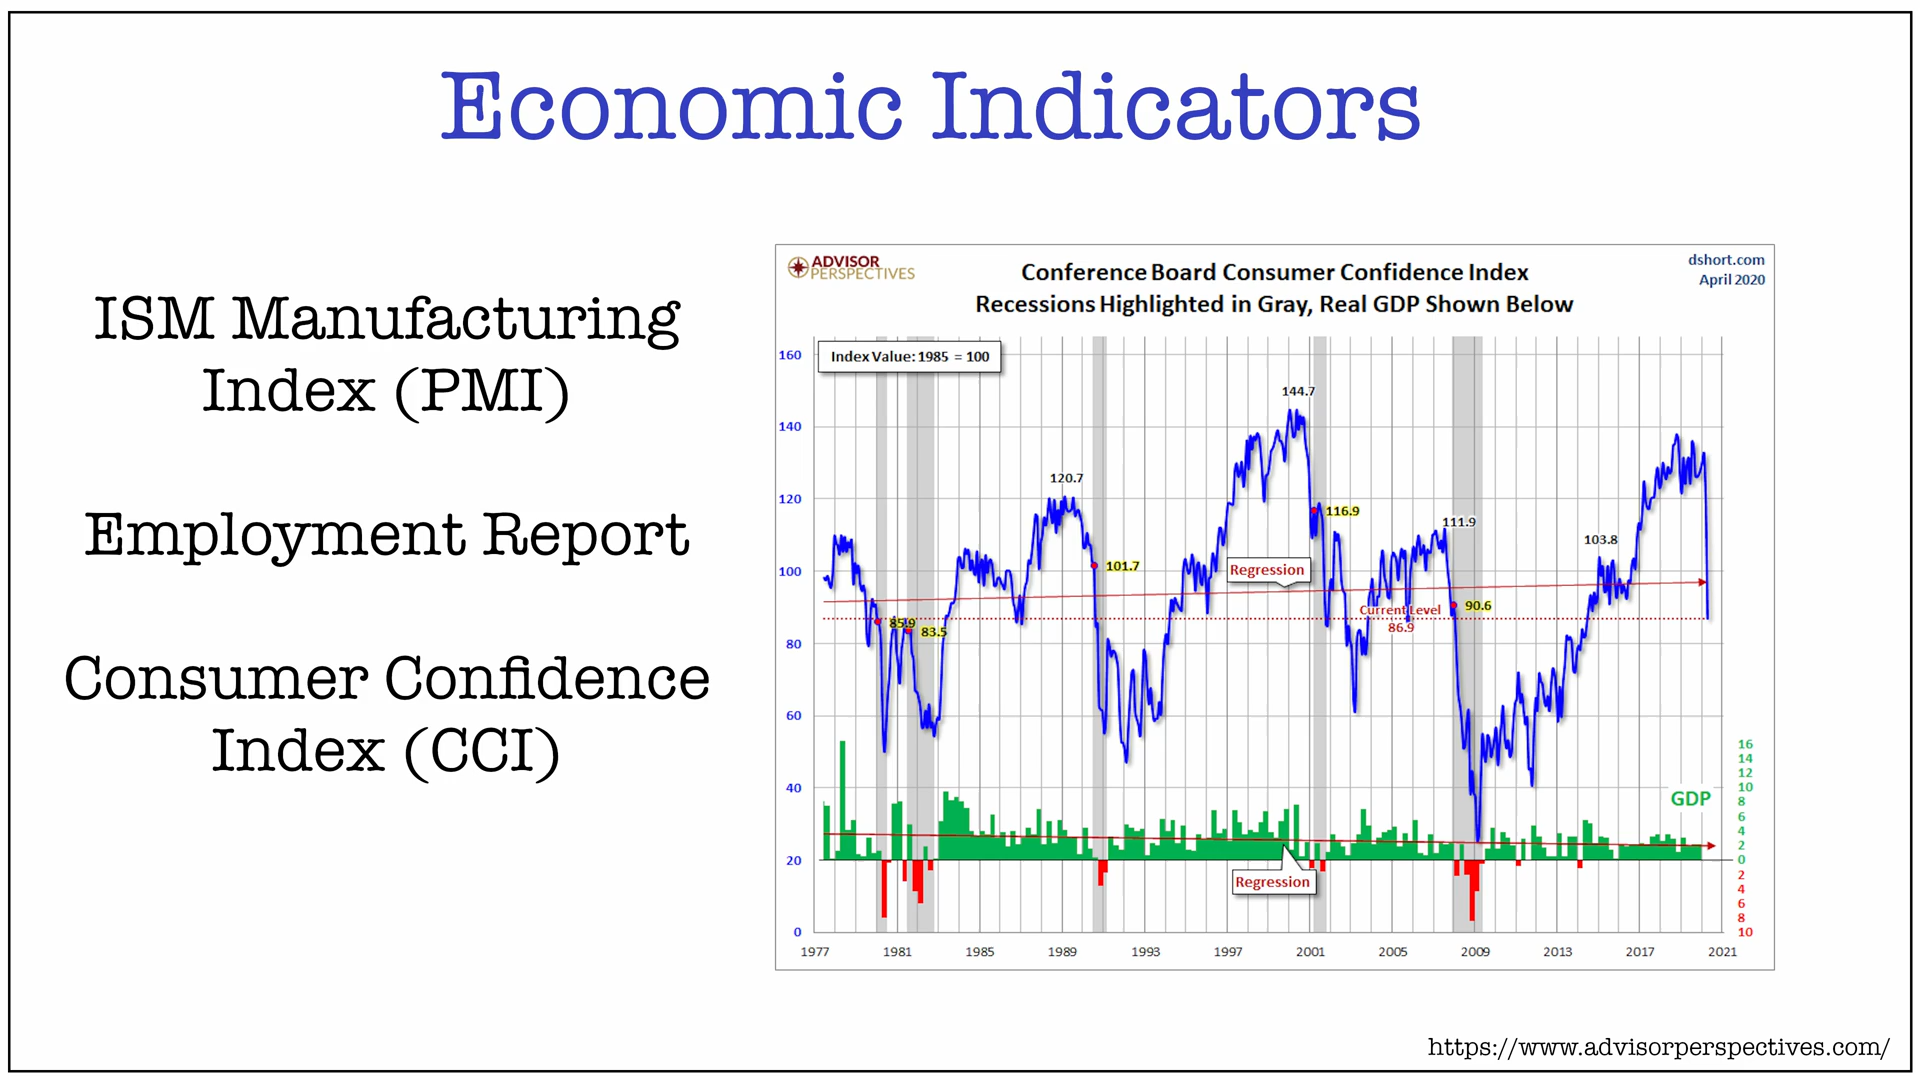 Economic Indicators
ISM Manufacturing
Index (PMI)
Employment Report
Consumer Confidence
Index (CCI)
ADVISOR
PERSPECTIVES
Conference Board Consumer Confidence Index
Recessions Highlighted in Gray, Real GDP Shown Below
dshort.com
April 2020
Index Value: 1985 = 100
160
140
120
100
80
60
40
20
0
144.7
120.7
116.9
111.9
103.8
101.7
Regression
90.6
Current Level
86.9
85.9
83.5
GDP
16
14
12
10
8
6
4
2
0
2
4
6
8
10
Regression
1977
1981
1985
1989
1993
1997
2001
2005
2009
2013
2017
2021
https://www.advisorperspectives.com/